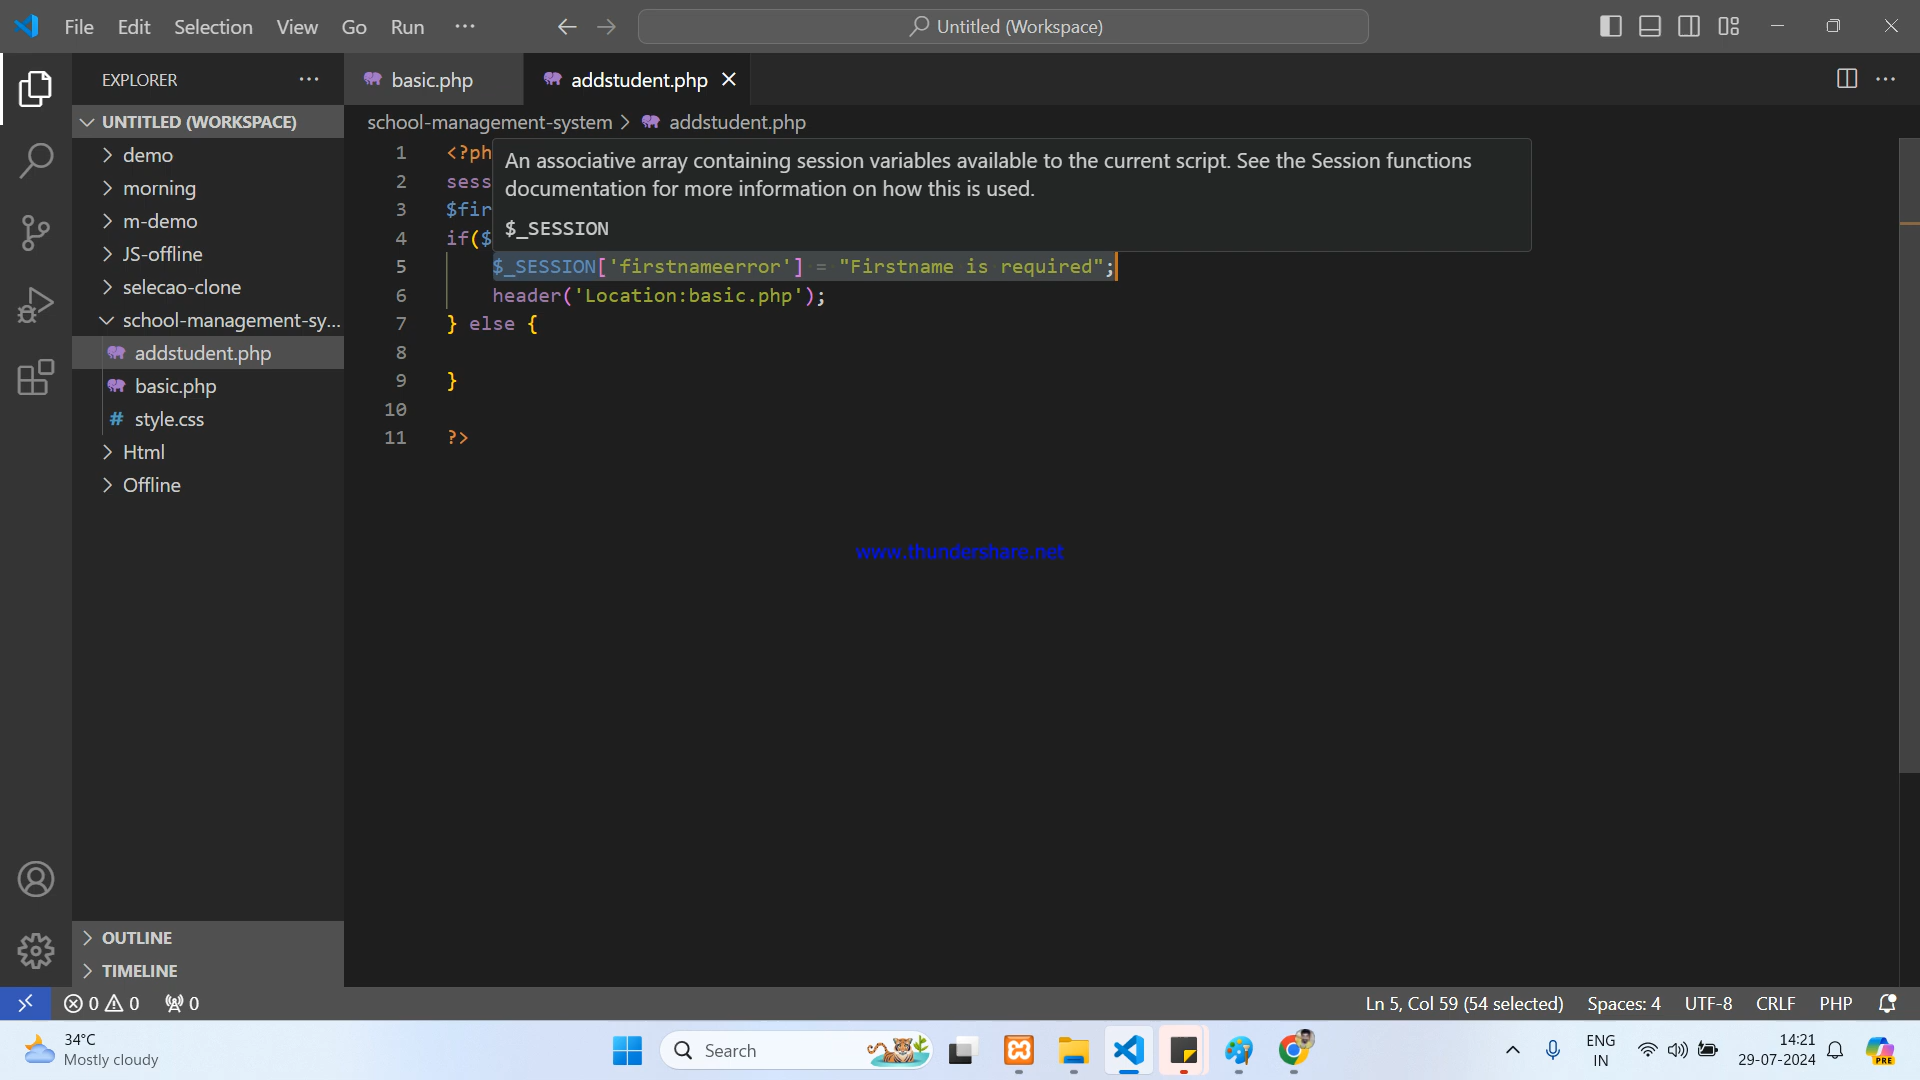 File Edit Selection View Go Run ···
Untitled (Workspace)
EXPLORER ···
basic.php
addstudent.php
UNTITLED (WORKSPACE)
demo
morning
m-demo
JS-offline
selecao-clone
school-management-sy...
addstudent.php
basic.php
# style.css
Html
Offline
OUTLINE
TIMELINE
school-management-system > addstudent.php
An associative array containing session variables available to the current script. See the Session functions
documentation for more information on how this is used.
$_SESSION
1 <?ph
2 sess
3 $fir
4 if($
5 $_SESSION['firstnameerror'] = "Firstname is required";
6 header('Location:basic.php');
7 } else {
8
9 }
10
11 ?>
www.thundershare.net
0 0 0
Ln 5, Col 59 (54 selected) Spaces: 4 UTF-8 CRLF PHP
34°C
Mostly cloudy
Search
ENG
IN
14:21
29-07-2024
PRE